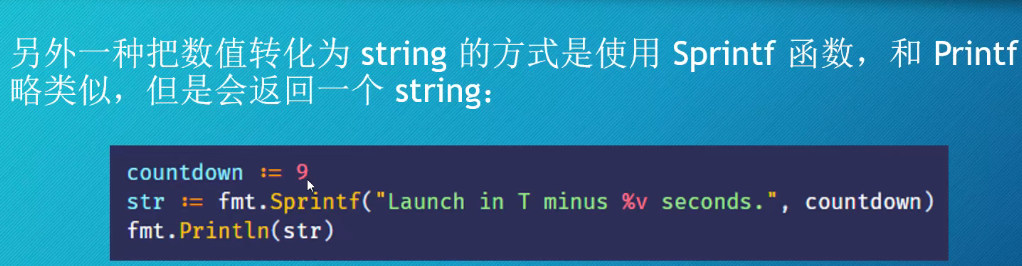 另外一种把数值转化为 string 的方式是使用 Sprintf 函数，和 Printf
略类似，但是会返回一个 string：
countdown := 9
str := fmt.Sprintf("Launch in T minus %v seconds.", countdown)
fmt.Println(str)